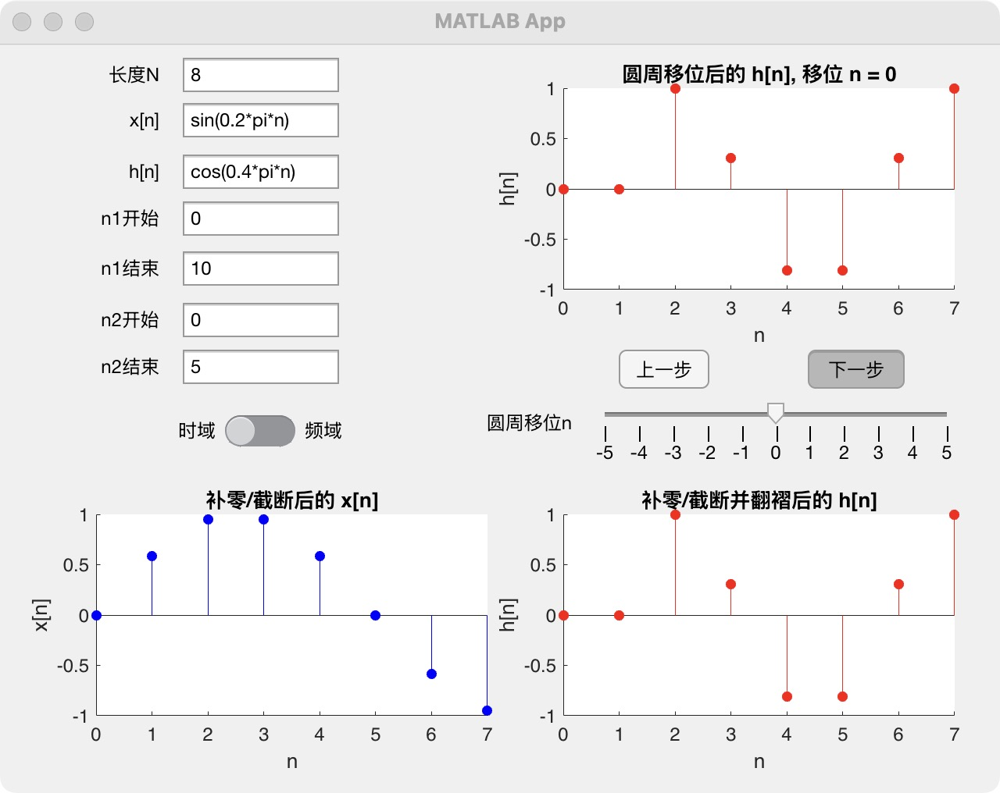 MATLAB App
长度N
8
x[n]
sin(0.2*pi*n)
h[n]
cos(0.4*pi*n)
n1开始
0
n1结束
10
n2开始
0
n2结束
5
时域
频域
圆周移位后的 h[n], 移位 n = 0
1
0.5
0
-0.5
-1
h[n]
0 1 2 3 4 5 6 7
n
上一步
下一步
圆周移位n
-5 -4 -3 -2 -1 0 1 2 3 4 5
补零/截断后的 x[n]
1
0.5
0
-0.5
-1
x[n]
0 1 2 3 4 5 6 7
n
补零/截断并翻褶后的 h[n]
1
0.5
0
-0.5
-1
h[n]
0 1 2 3 4 5 6 7
n